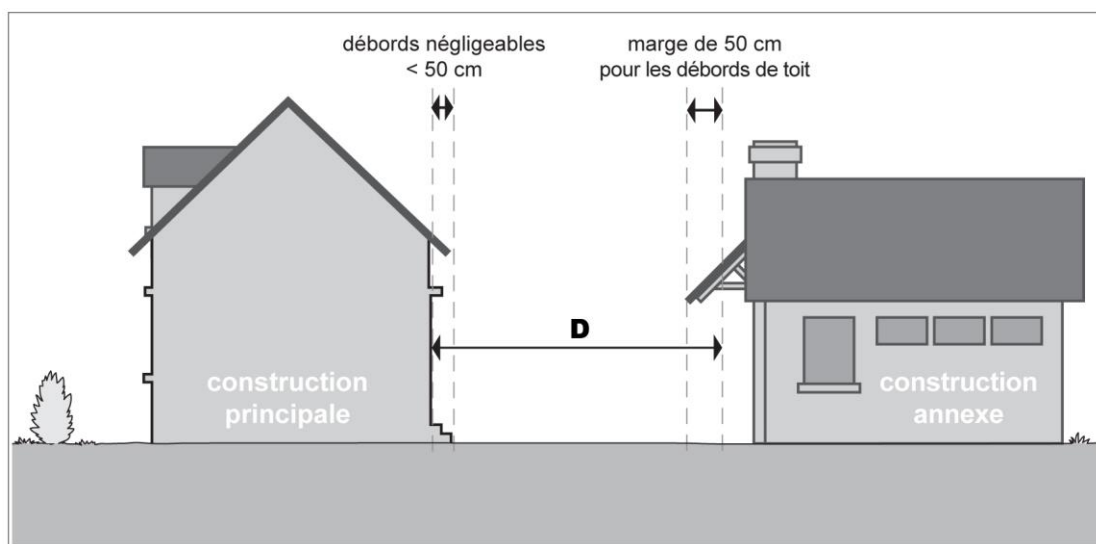 débords négligeables
< 50 cm
marge de 50 cm
pour les débords de toit
D
construction
principale
construction
annexe